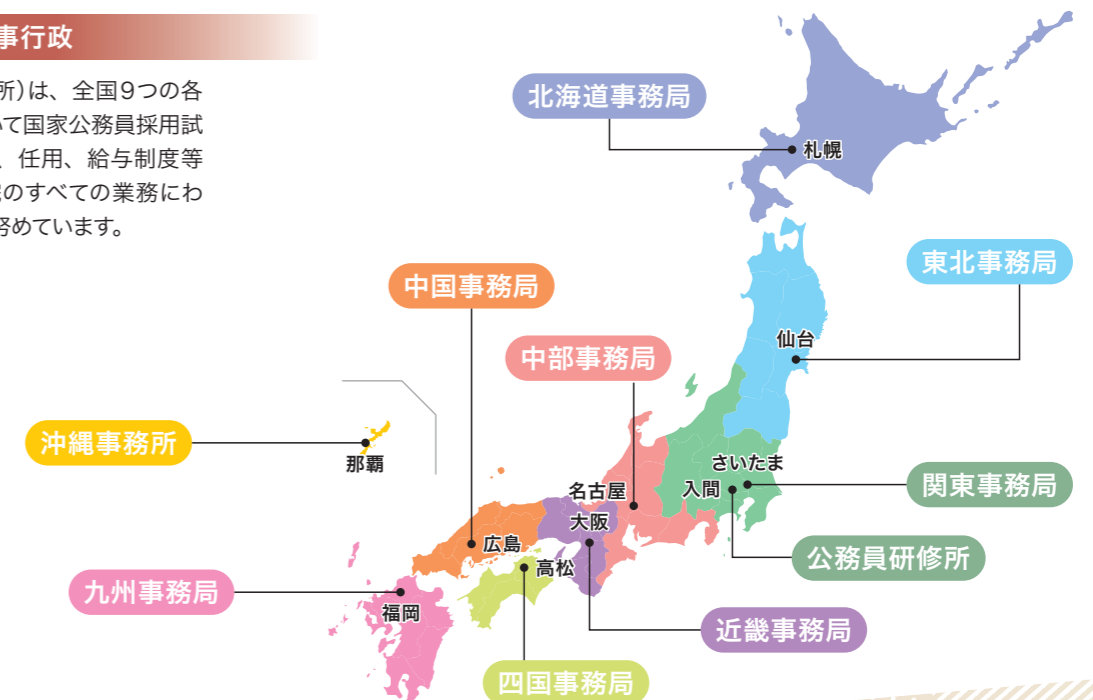 事行政
所)は、全国9つの各
いて国家公務員採用試
、任用、給与制度等
のすべての業務にわ
努めています。
北海道事務局
札幌
東北事務局
仙台
中国事務局
中部事務局
沖縄事務所
那覇
さいたま
関東事務局
名古屋
入間
大阪
公務員研修所
広島
高松
九州事務局
福岡
近畿事務局
四国事務局